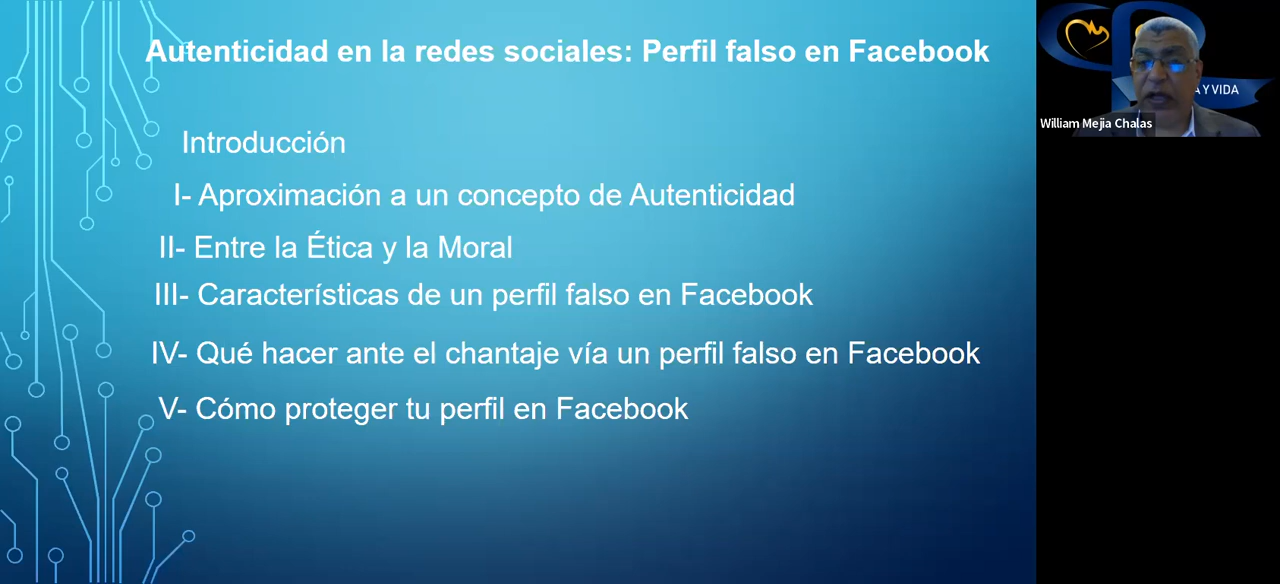 Autenticidad en la redes sociales: Perfil falso en Facebook
Introducción
I- Aproximación a un concepto de Autenticidad
II- Entre la Ética y la Moral
III- Características de un perfil falso en Facebook
IV- Qué hacer ante el chantaje vía un perfil falso en Facebook
V- Cómo proteger tu perfil en Facebook
A Y VIDA
William Mejia Chalas